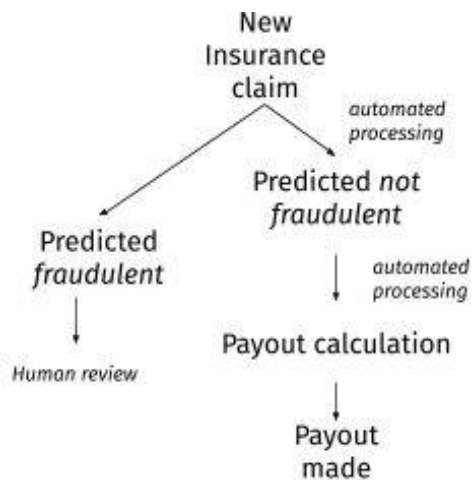 New
Insurance
claim
automated
processing
Predicted not
fraudulent
Predicted
fraudulent
automated
processing
Human review
Payout calculation
Payout
made